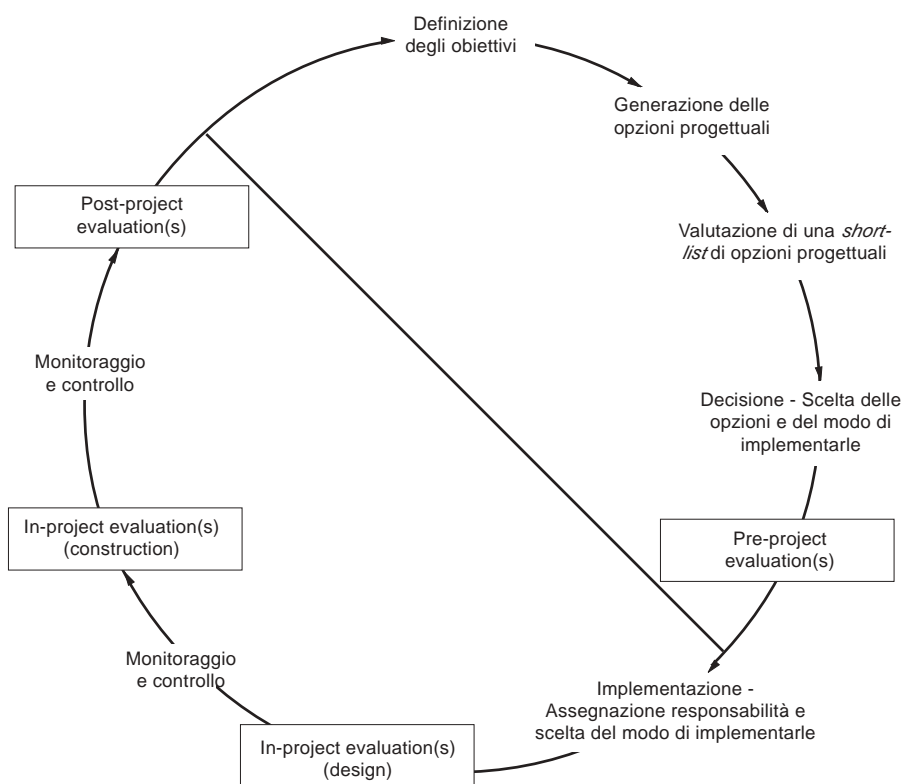 Definizione
degli obiettivi
Generazione delle
opzioni progettuali
Valutazione di una short-
list di opzioni progettuali
Decisione - Scelta delle
opzioni e del modo di
implementarle
Pre-project
evaluation(s)
Implementazione -
Assegnazione responsabilità e
scelta del modo di implementarle
In-project evaluation(s)
(design)
Monitoraggio
e controllo
In-project evaluation(s)
(construction)
Monitoraggio
e controllo
Post-project
evaluation(s)